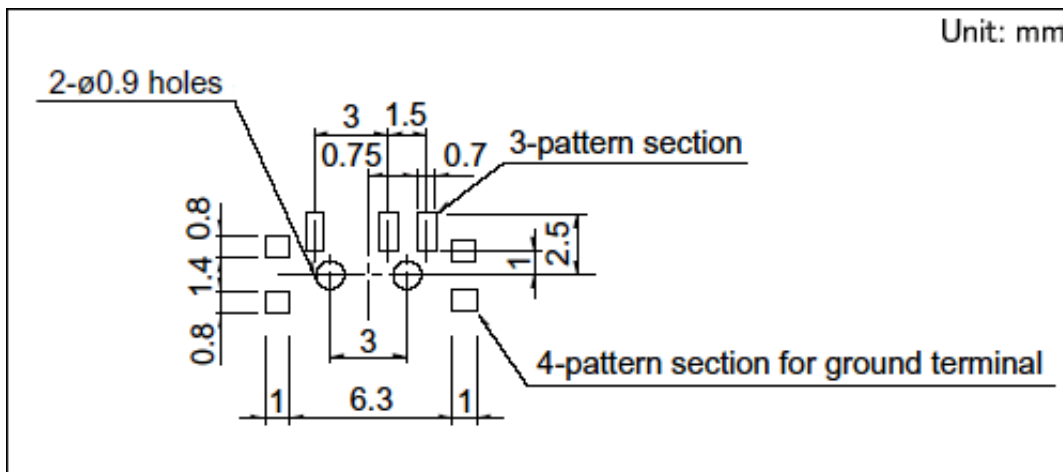 Unit: mm
2-ø0.9 holes
3 1.5
3-pattern section
0.75 0.7
0.8
2.5
1
1.4
0.8
3
4-pattern section for ground terminal
1 6.3 1